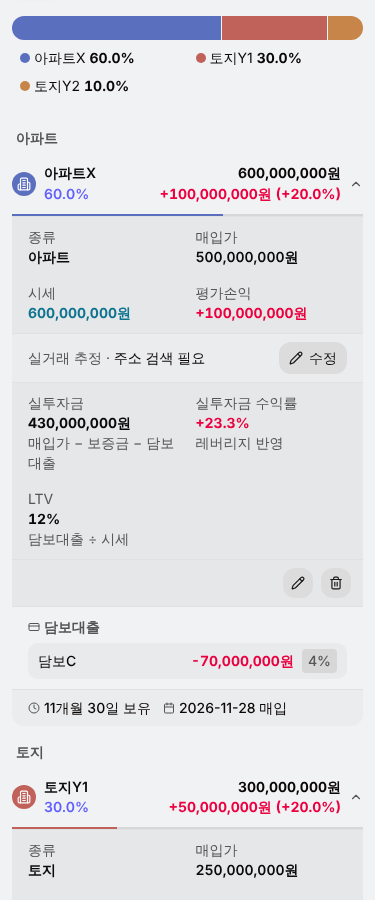 아파트X 60.0% 토지Y1 30.0%
토지Y2 10.0%
아파트
아파트X 600,000,000원
60.0% +100,000,000원 (+20.0%)
종류 매입가
아파트 500,000,000원
시세 평가손익
600,000,000원 +100,000,000원
실거래 추정 · 주소 검색 필요 수정
실투자금 실투자금 수익률
430,000,000원 +23.3%
매입가 − 보증금 − 담보 레버리지 반영
대출
LTV
12%
담보대출 ÷ 시세
담보대출
담보C -70,000,000원 4%
11개월 30일 보유 2026-11-28 매입
토지
토지Y1 300,000,000원
30.0% +50,000,000원 (+20.0%)
종류 매입가
토지 250,000,000원